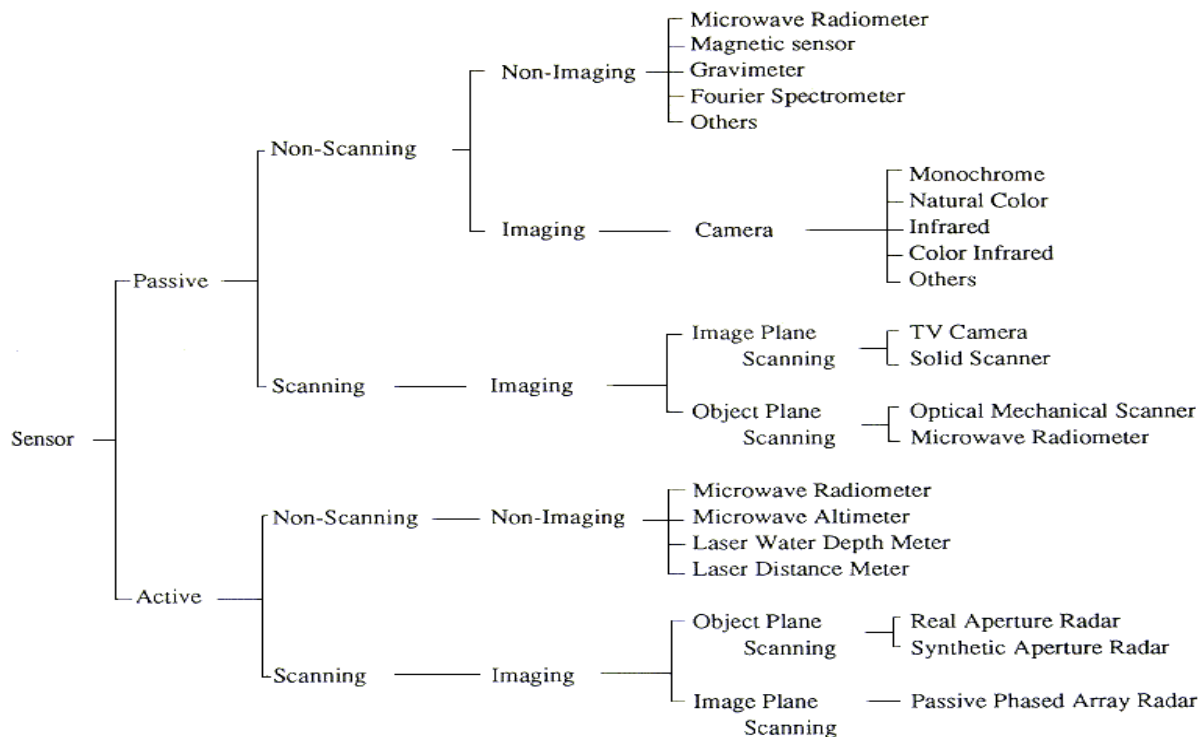 Microwave Radiometer
Magnetic sensor
Non-Imaging
Gravimeter
Fourier Spectrometer
Others
Non-Scanning
Monochrome
Natural Color
Imaging
Camera
Infrared
Color Infrared
Others
Passive
Image Plane
Scanning
TV Camera
Solid Scanner
Scanning
Imaging
Object Plane
Scanning
Optical Mechanical Scanner
Microwave Radiometer
Sensor
Non-Scanning
Non-Imaging
Microwave Radiometer
Microwave Altimeter
Laser Water Depth Meter
Laser Distance Meter
Active
Object Plane
Scanning
Real Aperture Radar
Synthetic Aperture Radar
Scanning
Imaging
Image Plane
Scanning
Passive Phased Array Radar